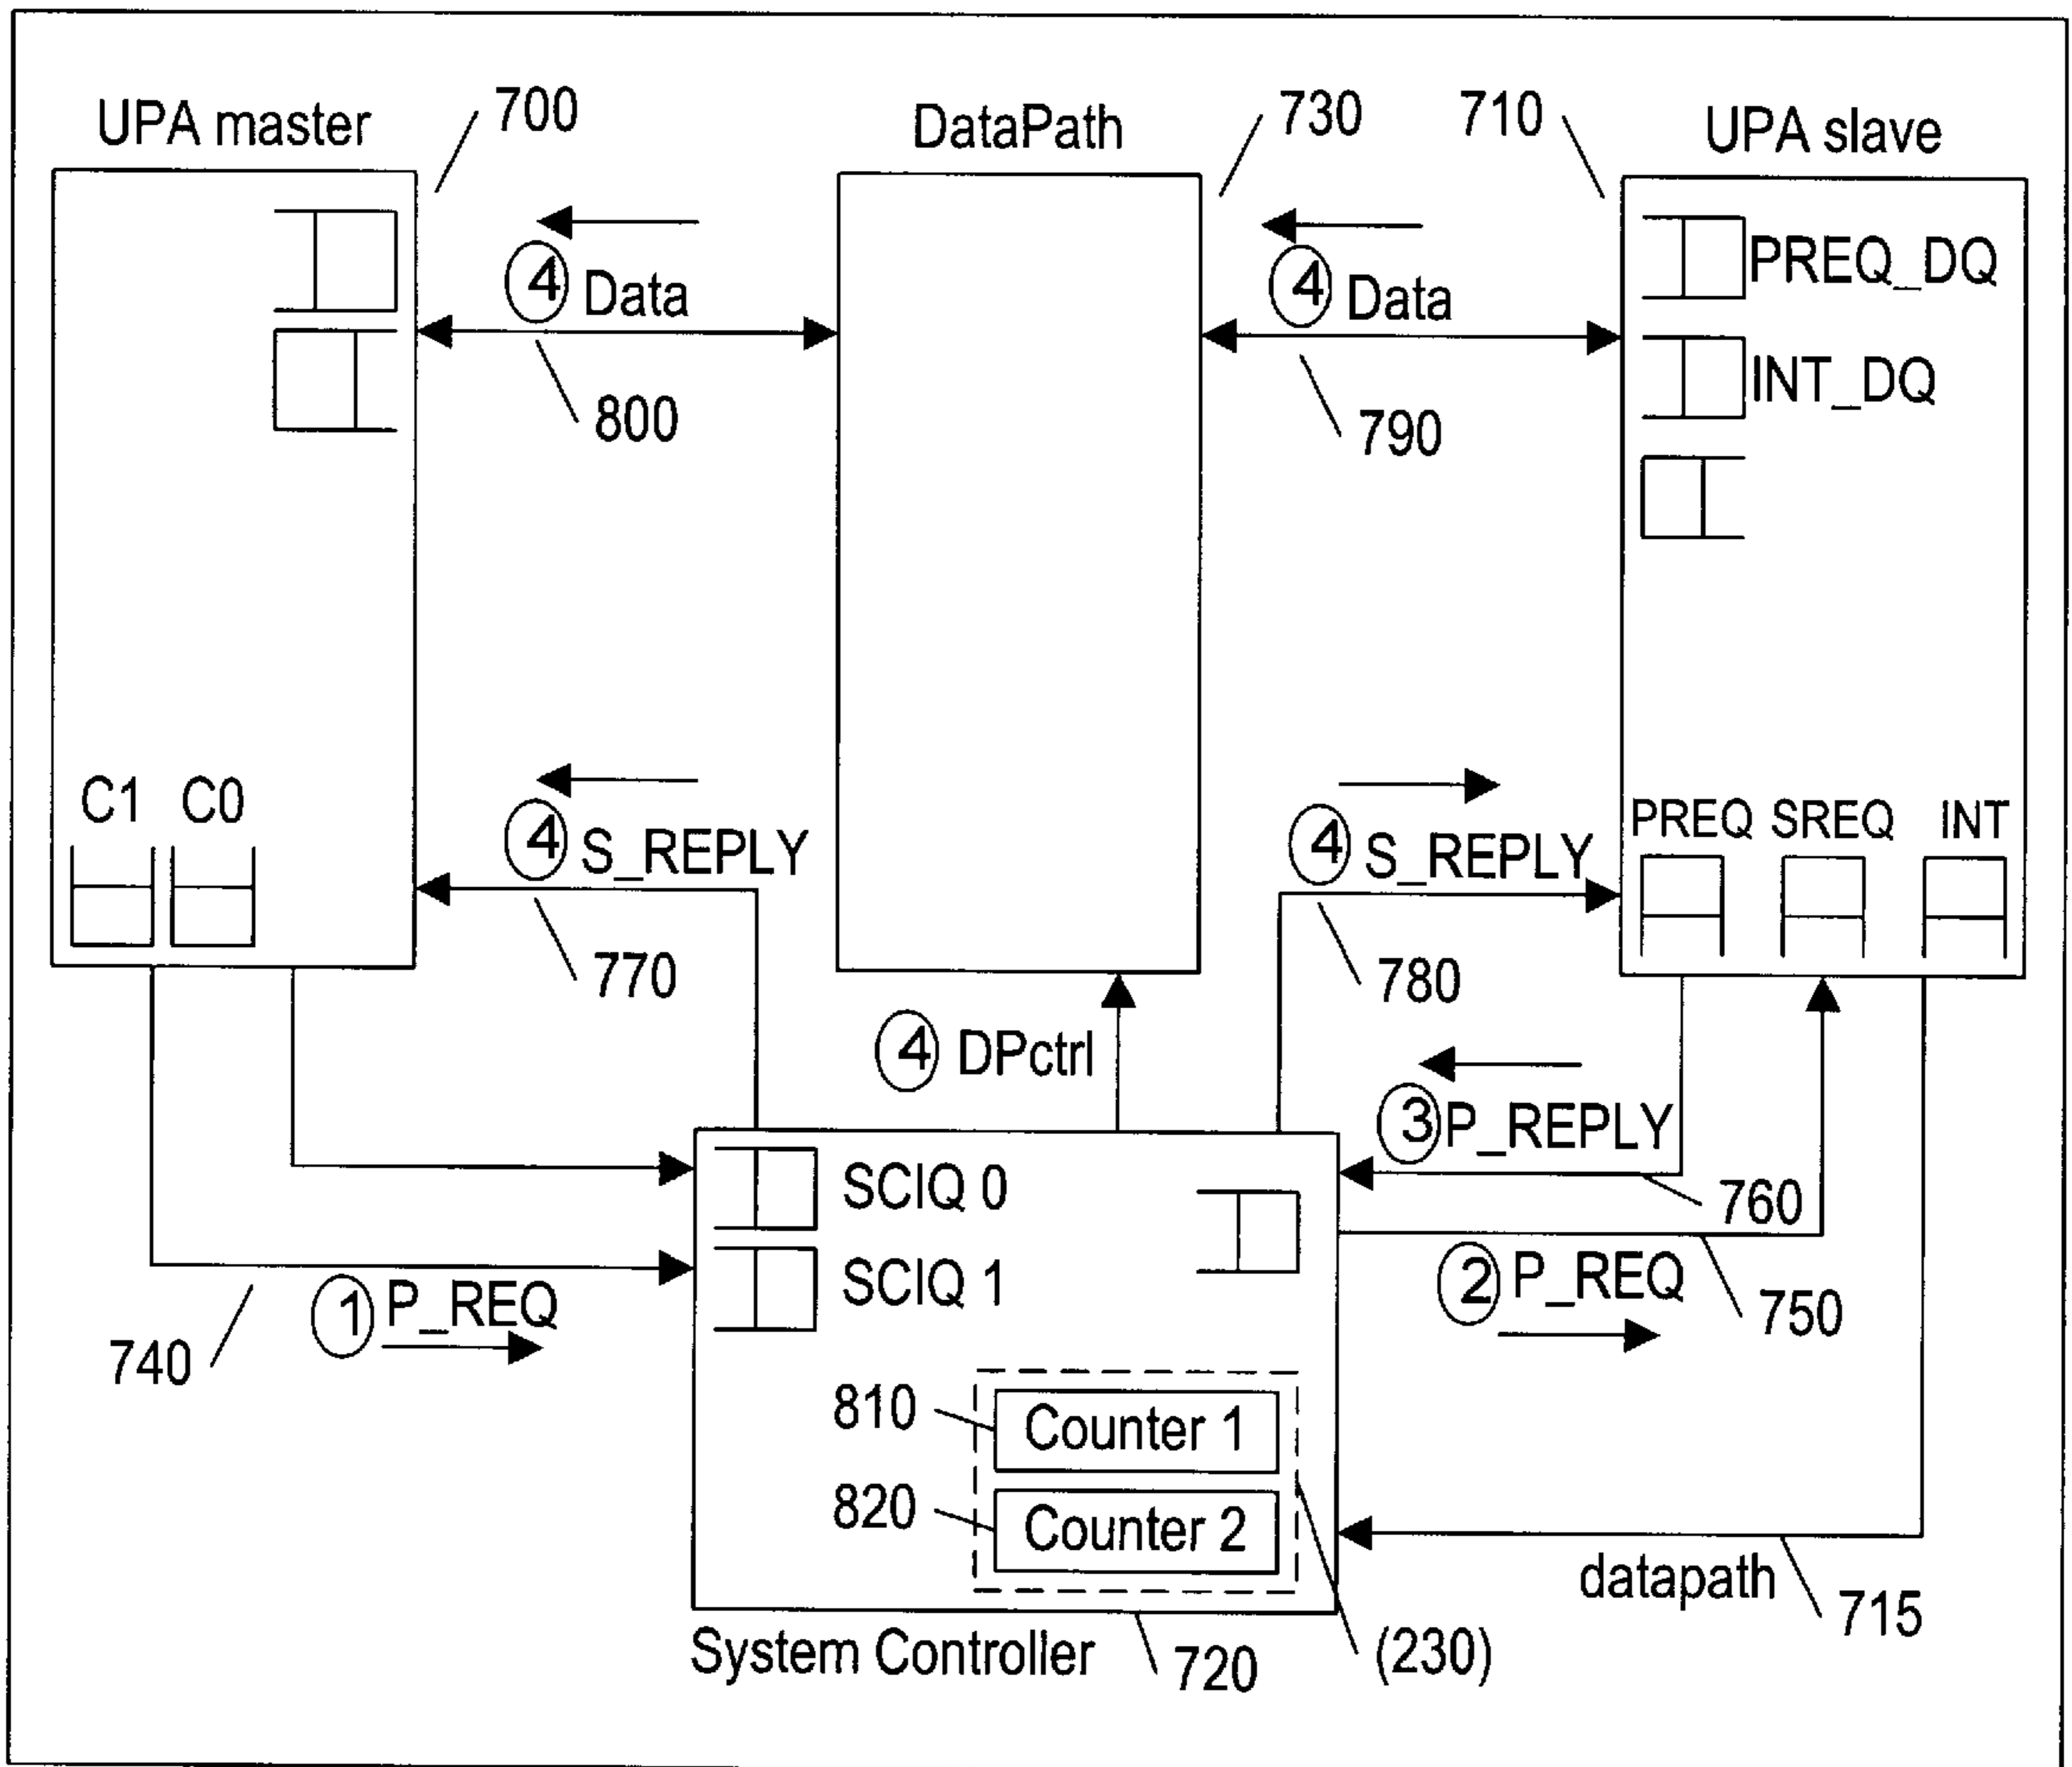 UPA master
700
DataPath
730
710
UPA slave
4 Data
4 Data
PREQ_DQ
INT_DQ
800
790
C1 C0
4 S_REPLY
4 S_REPLY
PREQ SREQ INT
770
780
4 DPctrl
3 P_REPLY
SCIQ 0
760
SCIQ 1
1 P_REQ
2 P_REQ
750
740
810
Counter 1
820
Counter 2
datapath
715
System Controller
720
(230)